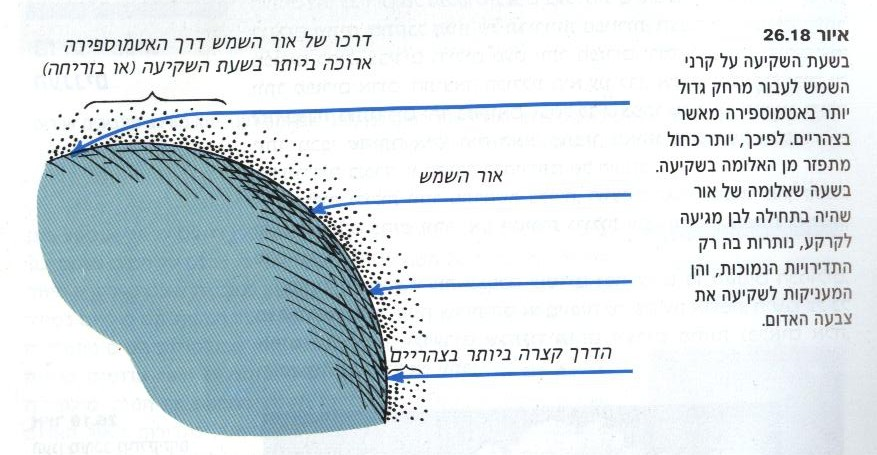 איור 26.18
בשעת השקיעה על קרני
השמש לעבור מרחק גדול
יותר באטמוספירה מאשר
בצהריים. לפיכך, יותר כחול
מתפזר מן האלומה בשקיעה.
בשעה שאלומה של אור
שהיה בתחילה לבן מגיעה
לקרקע, נותרות בה רק
התדירויות הנמוכות, והן
המעניקות לשקיעה את
צבעה האדום.
דרכו של אור השמש דרך האטמוספירה
ארוכה ביותר בשעת השקיעה (או בזריחה)
אור השמש
הדרך קצרה ביותר בצהריים